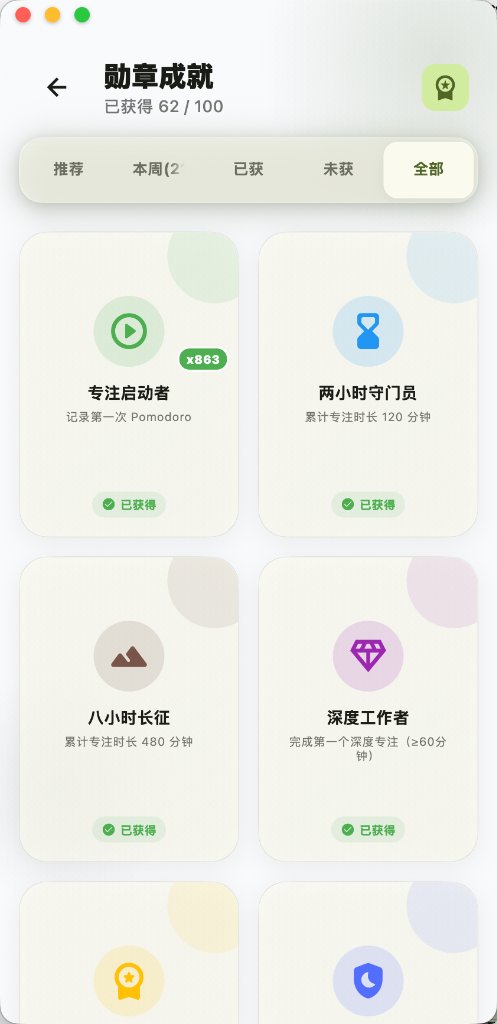 勋章成就
已获得 62 / 100
推荐
本周(2
已获
未获
全部
x863
专注启动者
记录第一次 Pomodoro
已获得
两小时守门员
累计专注时长 120 分钟
已获得
八小时长征
累计专注时长 480 分钟
已获得
深度工作者
完成第一个深度专注（≥60分
钟）
已获得